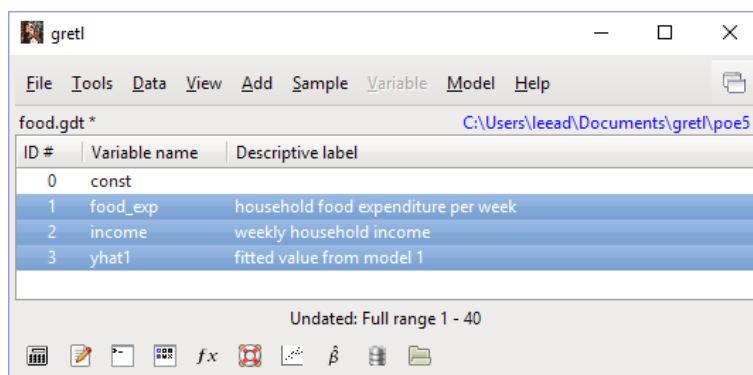 gretl
File Tools Data View Add Sample Variable Model Help
food.gdt * C:\Users\leead\Documents\gretl\poe5
ID # Variable name Descriptive label
0 const
1 food_exp household food expenditure per week
2 income weekly household income
3 yhat1 fitted value from model 1
Undated: Full range 1 - 40
fx β̂